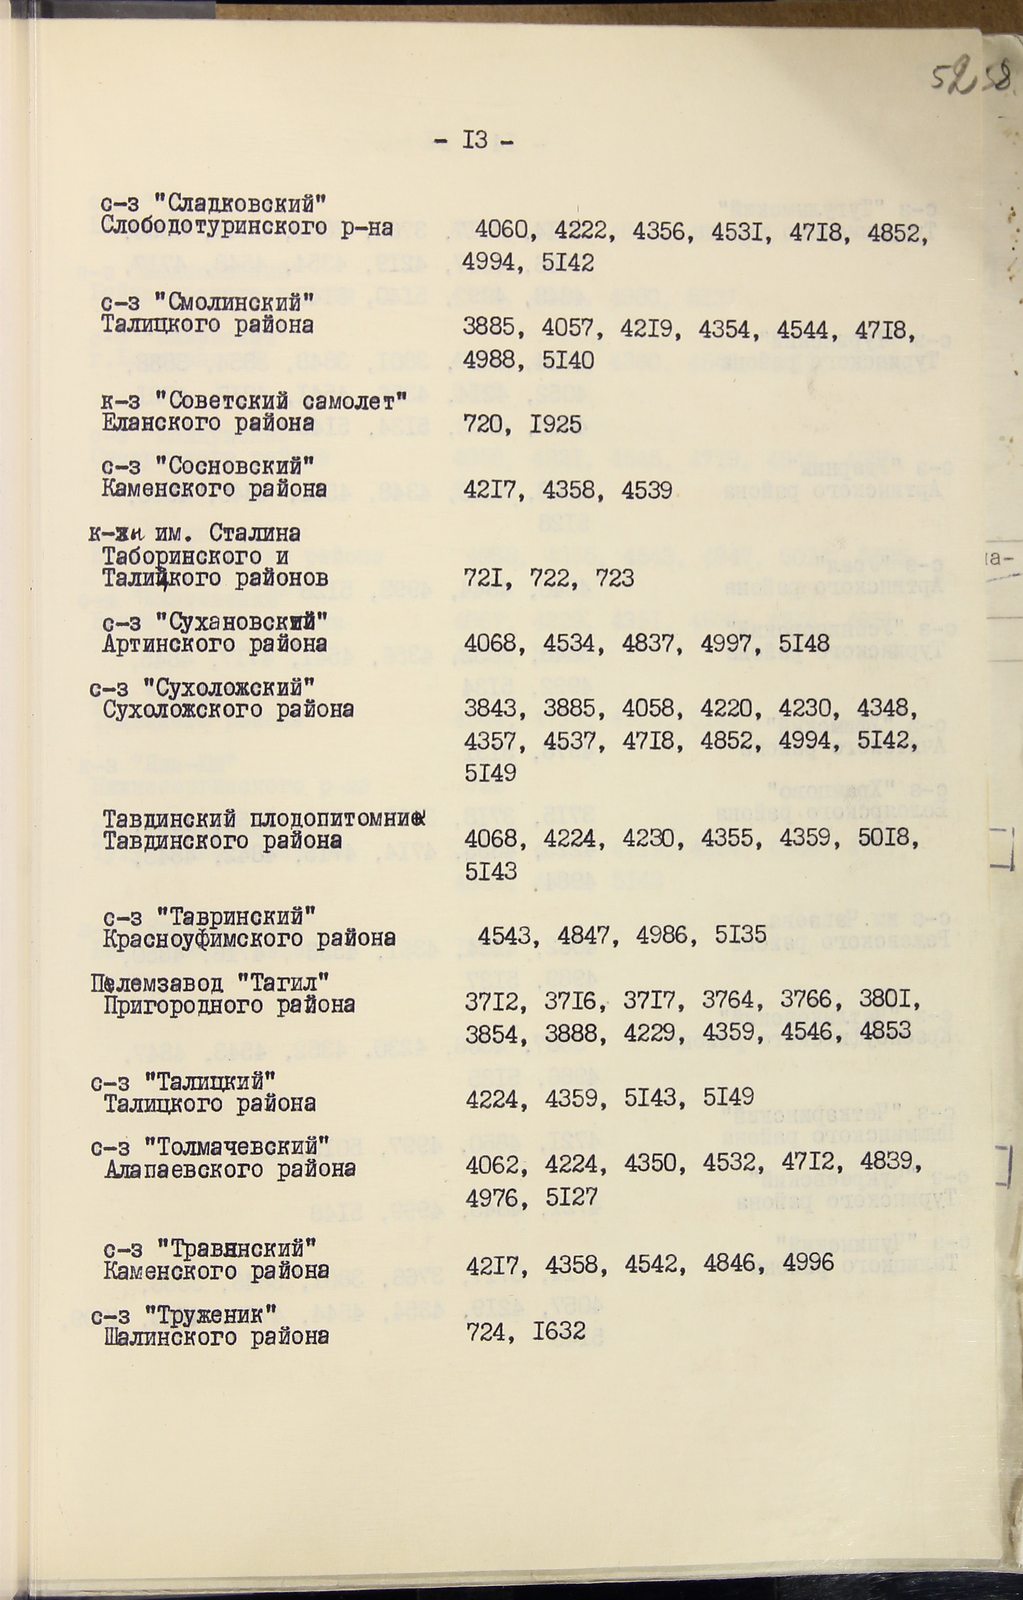 52 58
- I3 -
с-з "Сладковский"
Слободотуринского р-на 4060, 4222, 4356, 453I, 47I8, 4852,
4994, 5I42
с-з "Смолинский"
Талицкого района 3885, 4057, 42I9, 4354, 4544, 47I8,
4988, 5I40
к-з "Советский самолет"
Еланского района 720, I925
с-з "Сосновский"
Каменского района 42I7, 4358, 4539
к-зы им. Сталина
Таборинского и
Талицкого районов 72I, 722, 723
с-з "Сухановский"
Артинского района 4068, 4534, 4837, 4997, 5I48
с-з "Сухоложский"
Сухоложского района 3843, 3885, 4058, 4220, 4230, 4348,
4357, 4537, 47I8, 4852, 4994, 5I42,
5I49
Тавдинский плодопитомник
Тавдинского района 4068, 4224, 4230, 4355, 4359, 50I8,
5I43
с-з "Тавринский"
Красноуфимского района 4543, 4847, 4986, 5I35
Племзавод "Тагил"
Пригородного района 37I2, 37I6, 37I7, 3764, 3766, 380I,
3854, 3888, 4229, 4359, 4546, 4853
с-з "Талицкий"
Талицкого района 4224, 4359, 5I43, 5I49
с-з "Толмачевский"
Алапаевского района 4062, 4224, 4350, 4532, 47I2, 4839,
4976, 5I27
с-з "Травянский"
Каменского района 42I7, 4358, 4542, 4846, 4996
с-з "Труженик"
Шалинского района 724, I632